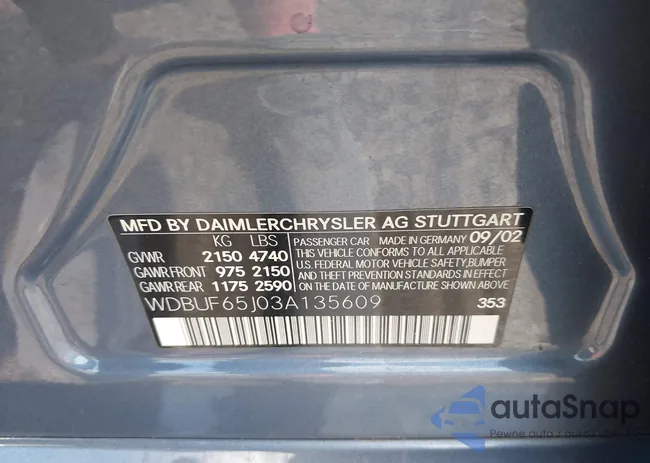 MFD BY DAIMLERCHRYSLER AG STUTTGART
KG LBS PASSENGER CAR MADE IN GERMANY 09/02
GVWR 2150 4740 THIS VEHICLE CONFORMS TO ALL APPLICABLE
GAWR.FRONT 975 2150 U.S. FEDERAL MOTOR VEHICLE SAFETY,BUMPER
GAWR.REAR 1175 2590 AND THEFT PREVENTION STANDARDS IN EFFECT
ON THE DATE OF MANUFACTURE SHOWN ABOVE.
WDBUF65J03A135609 353
autaSnap
Pewne auto z